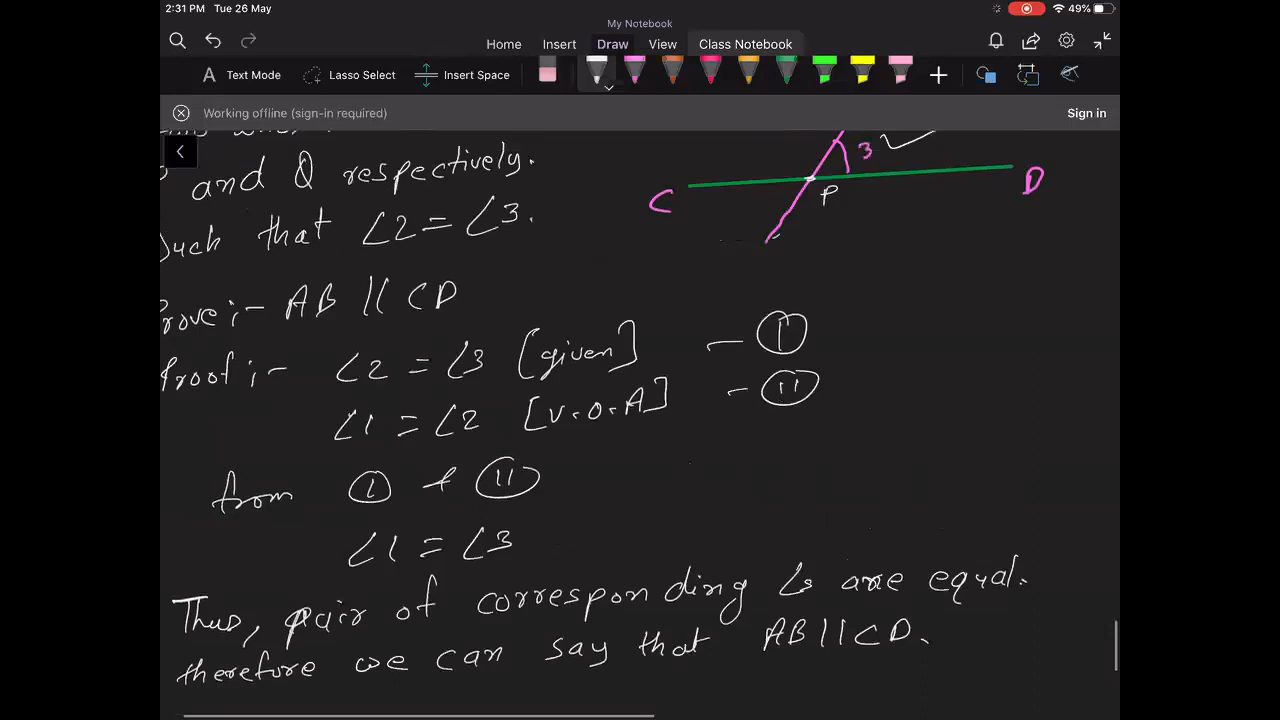 2:31 PM Tue 26 May
49%
My Notebook
Home Insert Draw View Class Notebook
A Text Mode Lasso Select Insert Space
Working offline (sign-in required) Sign in
and Q respectively.
Such that ∠2 = ∠3.
3
C D
P
Prove :- AB || CD
Proof :- ∠2 = ∠3 [given] - I
∠1 = ∠2 [V.O.A] - II
from I + II
∠1 = ∠3
Thus, pair of corresponding ∠s are equal.
therefore we can say that AB || CD.